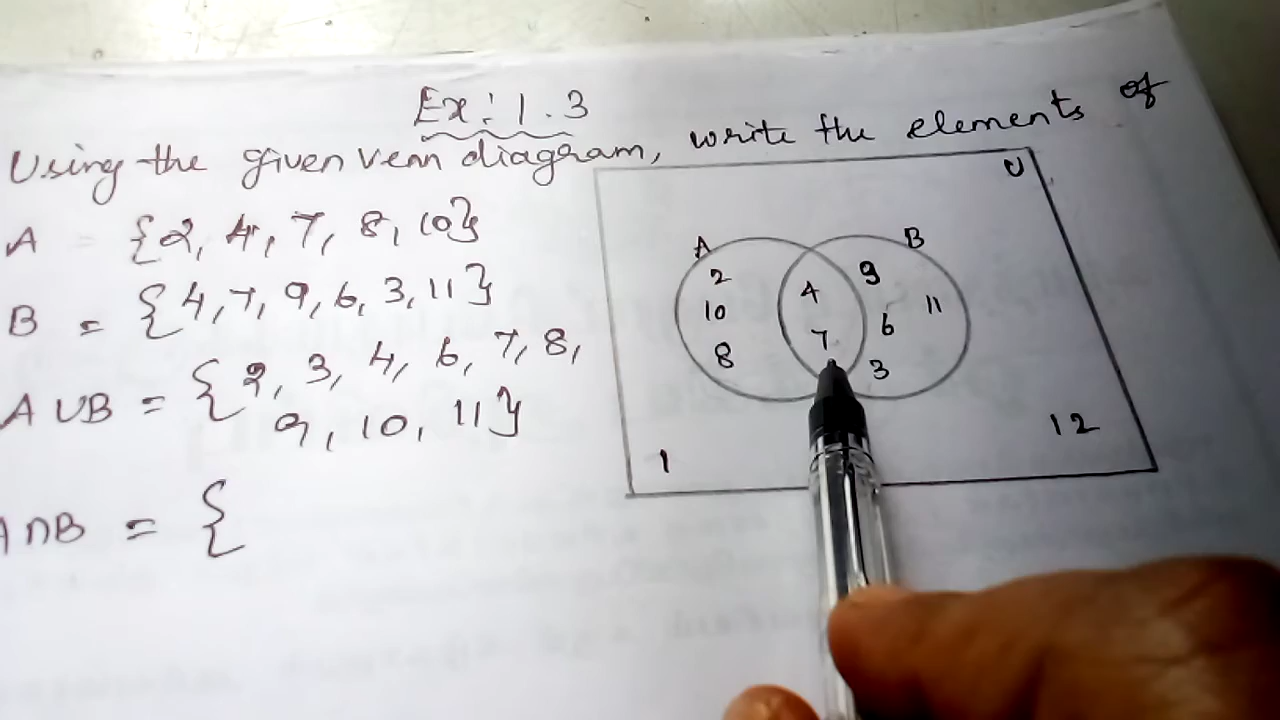 Ex: 1.3
Using the given venn diagram, write the elements of
U
A = {2, 4, 7, 8, 10}
A B
2 4 9
B = {4, 7, 9, 6, 3, 11}
10 11
7 6
A U B = {2, 3, 4, 6, 7, 8,
8 3
9, 10, 11}
12
1
A ∩ B = {